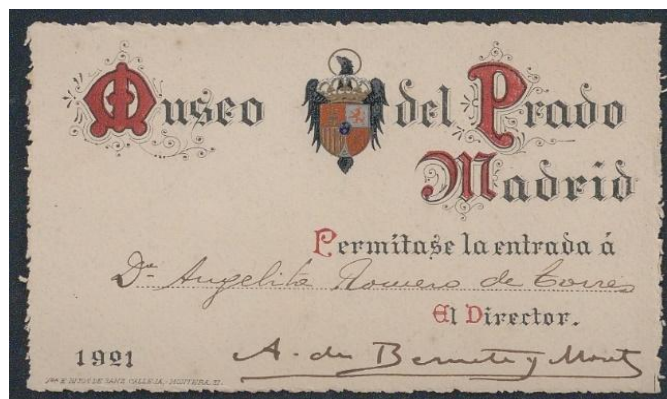 Museo del Prado
Madrid
Permítase la entrada á
Dª Angelita Romero de Torres
El Director.
1921 A. de Beruete y Moret